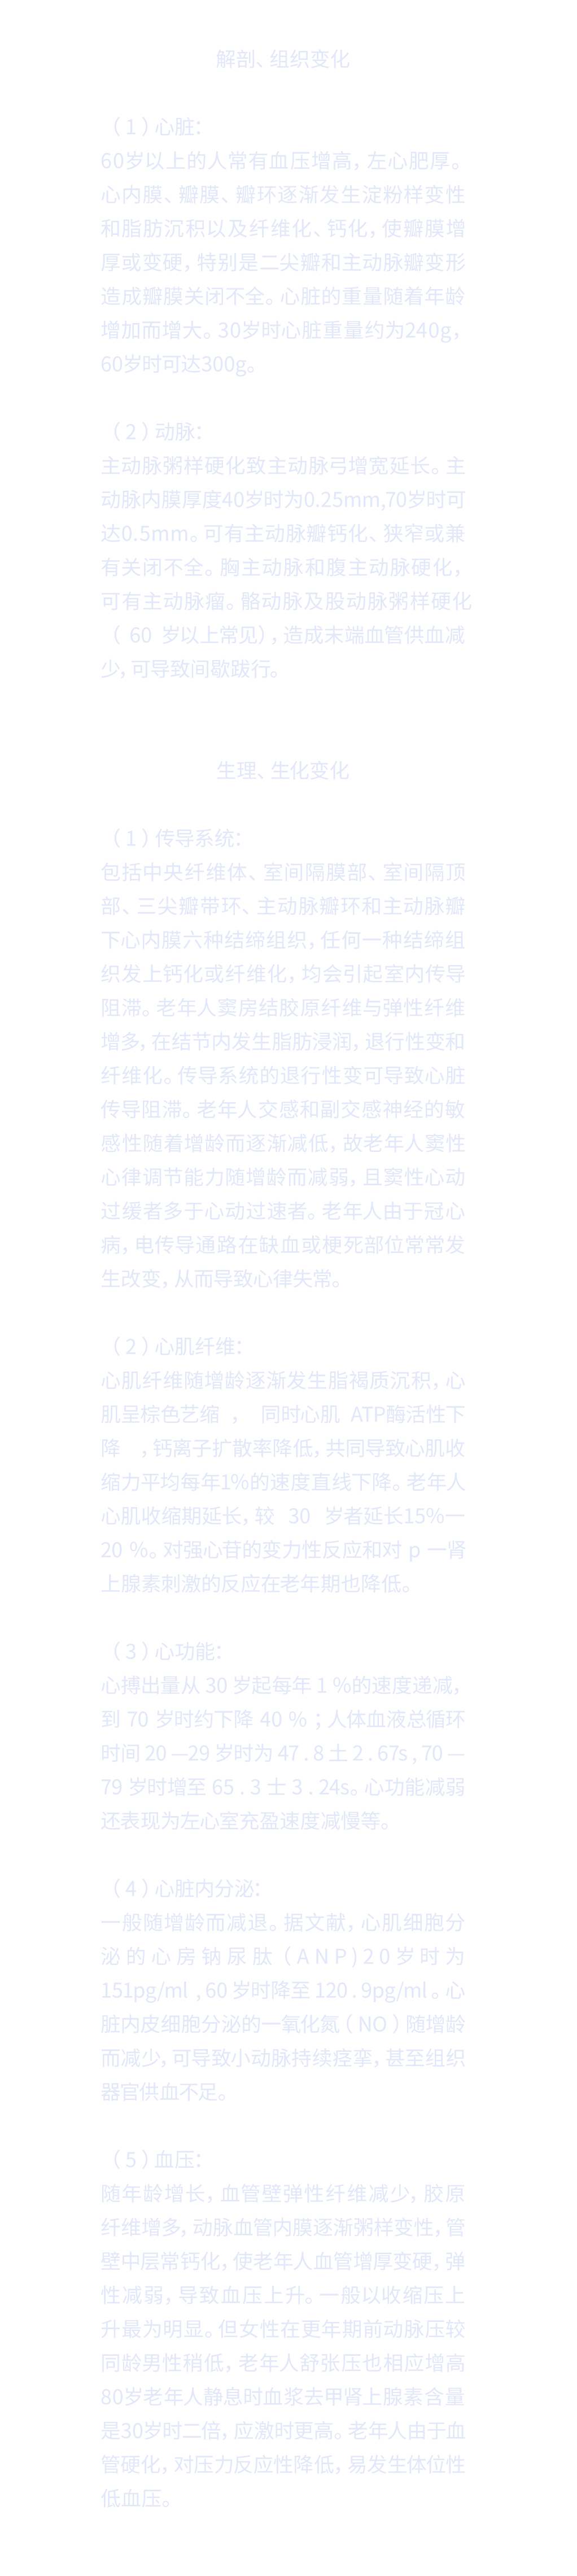 解剖、组织变化
（1）心脏：
60岁以上的人常有血压增高，左心肥厚。
心内膜、瓣膜、瓣环逐渐发生淀粉样变性
和脂肪沉积以及纤维化、钙化，使瓣膜增
厚或变硬，特别是二尖瓣和主动脉瓣变形
造成瓣膜关闭不全。心脏的重量随着年龄
增加而增大。30岁时心脏重量约为240g，
60岁时可达300g。
（2）动脉：
主动脉粥样硬化致主动脉弓增宽延长。主
动脉内膜厚度40岁时为0.25mm,70岁时可
达0.5mm。可有主动脉瓣钙化、狭窄或兼
有关闭不全。胸主动脉和腹主动脉硬化，
可有主动脉瘤。骼动脉及股动脉粥样硬化
（ 60 岁以上常见），造成末端血管供血减
少，可导致间歇跋行。
生理、生化变化
（1）传导系统：
包括中央纤维体、室间隔膜部、室间隔顶
部、三尖瓣带环、主动脉瓣环和主动脉瓣
下心内膜六种结缔组织，任何一种结缔组
织发上钙化或纤维化，均会引起室内传导
阻滞。老年人窦房结胶原纤维与弹性纤维
增多，在结节内发生脂肪浸润，退行性变和
纤维化。传导系统的退行性变可导致心脏
传导阻滞。老年人交感和副交感神经的敏
感性随着增龄而逐渐减低，故老年人窦性
心律调节能力随增龄而减弱，且窦性心动
过缓者多于心动过速者。老年人由于冠心
病，电传导通路在缺血或梗死部位常常发
生改变，从而导致心律失常。
（2）心肌纤维：
心肌纤维随增龄逐渐发生脂褐质沉积，心
肌呈棕色艺缩 ， 同时心肌 ATP酶活性下
降 ，钙离子扩散率降低，共同导致心肌收
缩力平均每年1%的速度直线下降。老年人
心肌收缩期延长，较 30 岁者延长15%一
20 %。对强心苷的变力性反应和对 p 一肾
上腺素刺激的反应在老年期也降低。
（3）心功能：
心搏出量从 30 岁起每年 1 %的速度递减，
到 70 岁时约下降 40 % ；人体血液总循环
时间 20 —29 岁时为 47 . 8 土 2 . 67s , 70 —
79 岁时增至 65 . 3 士 3 . 24s。心功能减弱
还表现为左心室充盈速度减慢等。
（4）心脏内分泌：
一般随增龄而减退。据文献，心肌细胞分
泌的心房钠尿肽（ANP)20岁时为
151pg/ml , 60 岁时降至 120 . 9pg/ml 。心
脏内皮细胞分泌的一氧化氮（ NO ）随增龄
而减少，可导致小动脉持续痉挛，甚至组织
器官供血不足。
（5）血压：
随年龄增长，血管壁弹性纤维减少，胶原
纤维增多，动脉血管内膜逐渐粥样变性，管
壁中层常钙化，使老年人血管增厚变硬，弹
性减弱，导致血压上升。一般以收缩压上
升最为明显。但女性在更年期前动脉压较
同龄男性稍低，老年人舒张压也相应增高
80岁老年人静息时血浆去甲肾上腺素含量
是30岁时二倍，应激时更高。老年人由于血
管硬化，对压力反应性降低，易发生体位性
低血压。